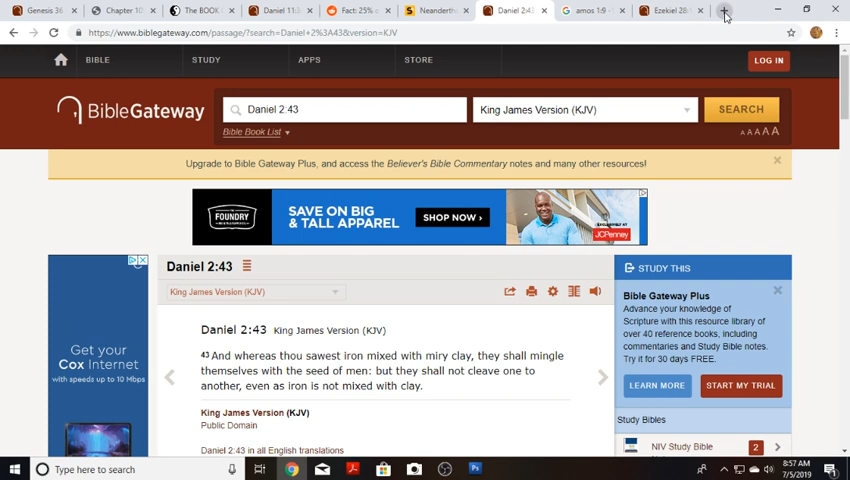 Genesis 36
Chapter 10:
The BOOK
Daniel 11:3
Fact: 25%
Neanderth
Daniel 2:43
amos 1:9 -
Ezekiel 28:
https://www.biblegateway.com/passage/?search=Daniel+2%3A43&version=KJV
BIBLE
STUDY
APPS
STORE
LOG IN
BibleGateway
Daniel 2:43
King James Version (KJV)
SEARCH
Bible Book List
A A A A A
Upgrade to Bible Gateway Plus, and access the Believer's Bible Commentary notes and many other resources!
THE
FOUNDRY
SAVE ON BIG
& TALL APPAREL
SHOP NOW ›
JCPenney
Get your
Cox Internet
with speeds up to 10 Mbps
Daniel 2:43
King James Version (KJV)
Daniel 2:43 King James Version (KJV)
43 And whereas thou sawest iron mixed with miry clay, they shall mingle
themselves with the seed of men: but they shall not cleave one to
another, even as iron is not mixed with clay.
King James Version (KJV)
Public Domain
Daniel 2:43 in all English translations
STUDY THIS
Bible Gateway Plus
Advance your knowledge of
Scripture with this resource library of
over 40 reference books, including
commentaries and Study Bible notes.
Try it for 30 days FREE.
LEARN MORE
START MY TRIAL
Study Bibles
NIV Study Bible
2
Type here to search
8:57 AM
7/5/2019